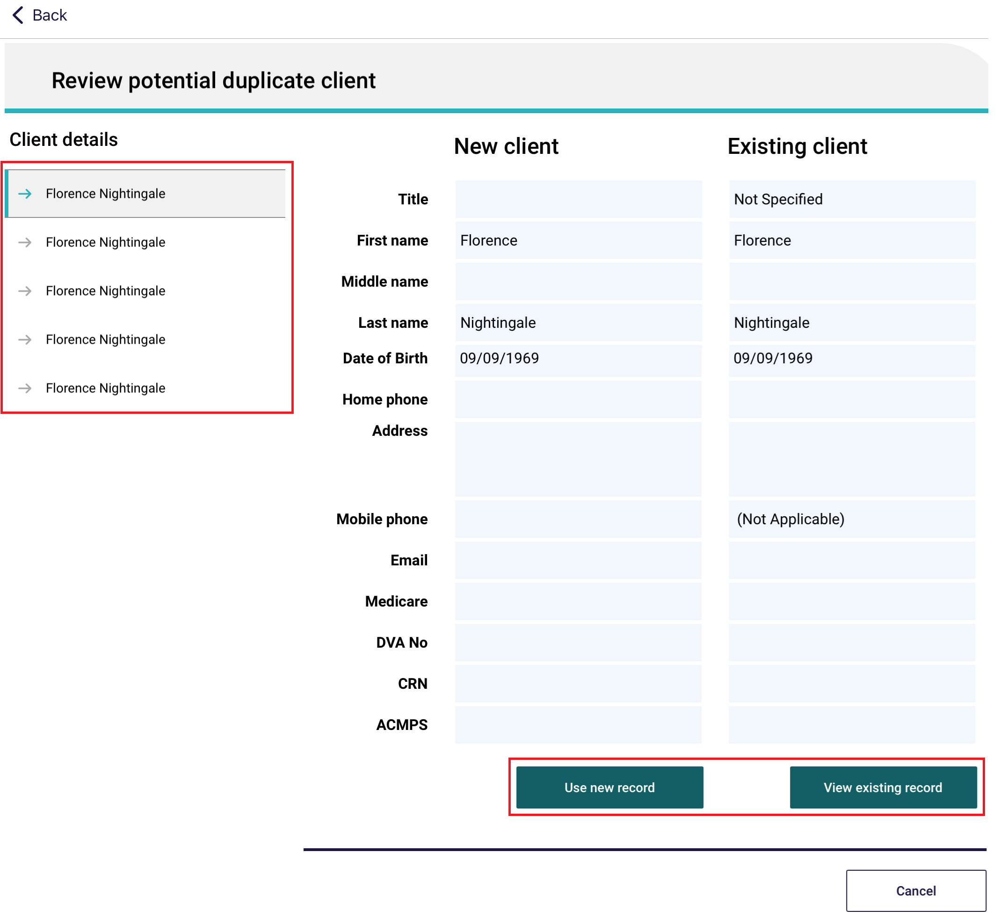 Back
Review potential duplicate client
Client details
Florence Nightingale
Florence Nightingale
Florence Nightingale
Florence Nightingale
Florence Nightingale
New client Existing client
Title Not Specified
First name Florence Florence
Middle name
Last name Nightingale Nightingale
Date of Birth 09/09/1969 09/09/1969
Home phone
Address
Mobile phone (Not Applicable)
Email
Medicare
DVA No
CRN
ACMPS
Use new record View existing record
Cancel